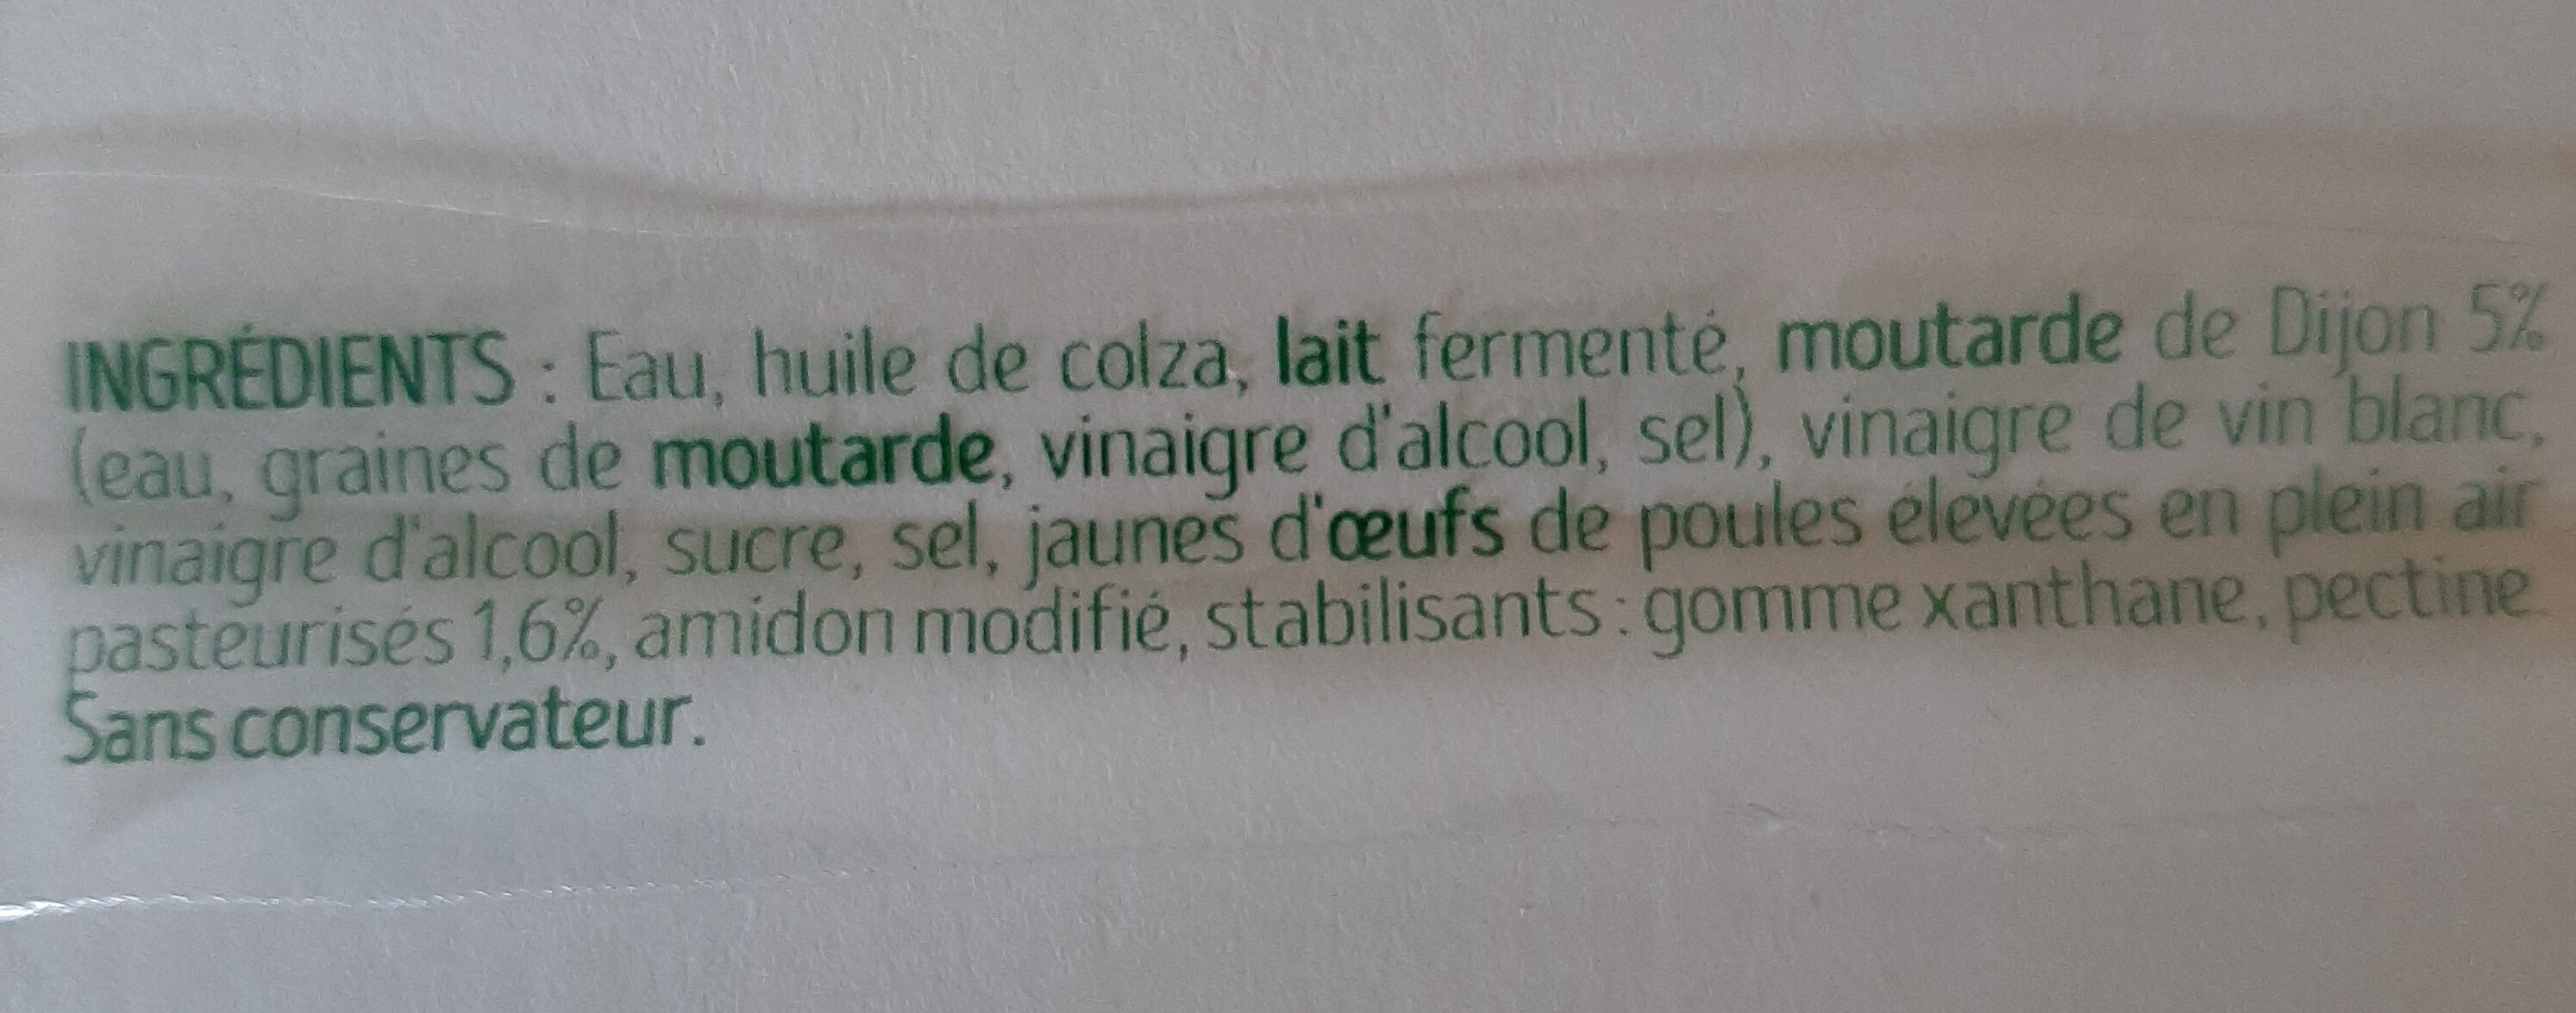 INGRÉDIENTS : Eau, huile de colza, lait fermenté, moutarde de Dijon 5%
(eau, graines de moutarde, vinaigre d'alcool, sel), vinaigre de vin blanc,
vinaigre d'alcool, sucre, sel, jaunes d'œufs de poules élevées en plein air
pasteurisés 1,6%, amidon modifié, stabilisants : gomme xanthane, pectine.
Sans conservateur.